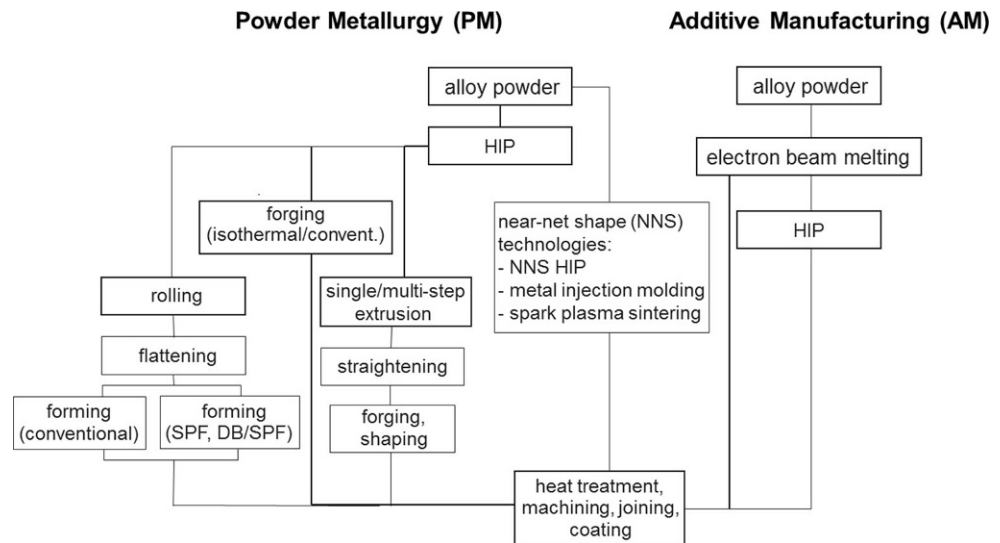 Powder Metallurgy (PM)
Additive Manufacturing (AM)
alloy powder
HIP
forging
(isothermal/convent.)
rolling
flattening
forming
(conventional)
forming
(SPF, DB/SPF)
single/multi-step
extrusion
straightening
forging,
shaping
near-net shape (NNS)
technologies:
- NNS HIP
- metal injection molding
- spark plasma sintering
alloy powder
electron beam melting
HIP
heat treatment,
machining, joining,
coating